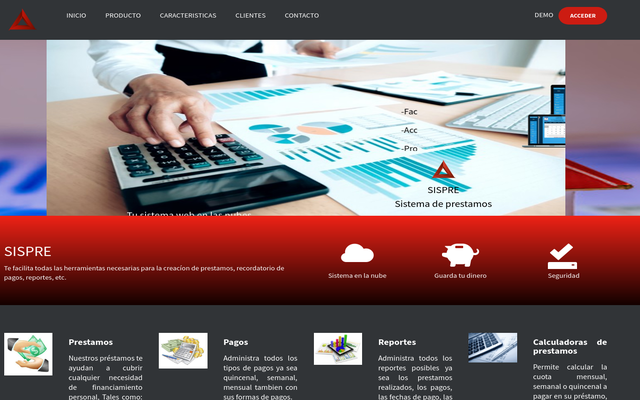 INICIO PRODUCTO CARACTERISTICAS CLIENTES CONTACTO DEMO ACCEDER
-Fac
-Acc
-Pro
SISPRE
Sistema de prestamos
Tu sistema web en las nubes
SISPRE
Te facilita todas las herramientas necesarias para la creacíon de prestamos, recordatorio de
pagos, reportes, etc.
Sistema en la nube
Guarda tu dinero
Seguridad
Prestamos
Nuestros préstamos te
ayudan a cubrir
cualquier necesidad
de financiamiento
personal. Tales como:
Pagos
Administra todos los
tipos de pagos ya sea
quincenal, semanal,
mensual tambien con
sus formas de pagos.
Reportes
Administra todos los
reportes posibles ya
sea los prestamos
realizados, los pagos,
las fechas de pago, las
Calculadoras de
prestamos
Permite calcular la
cuota mensual,
semanal o quincenal a
pagar en su préstamo,